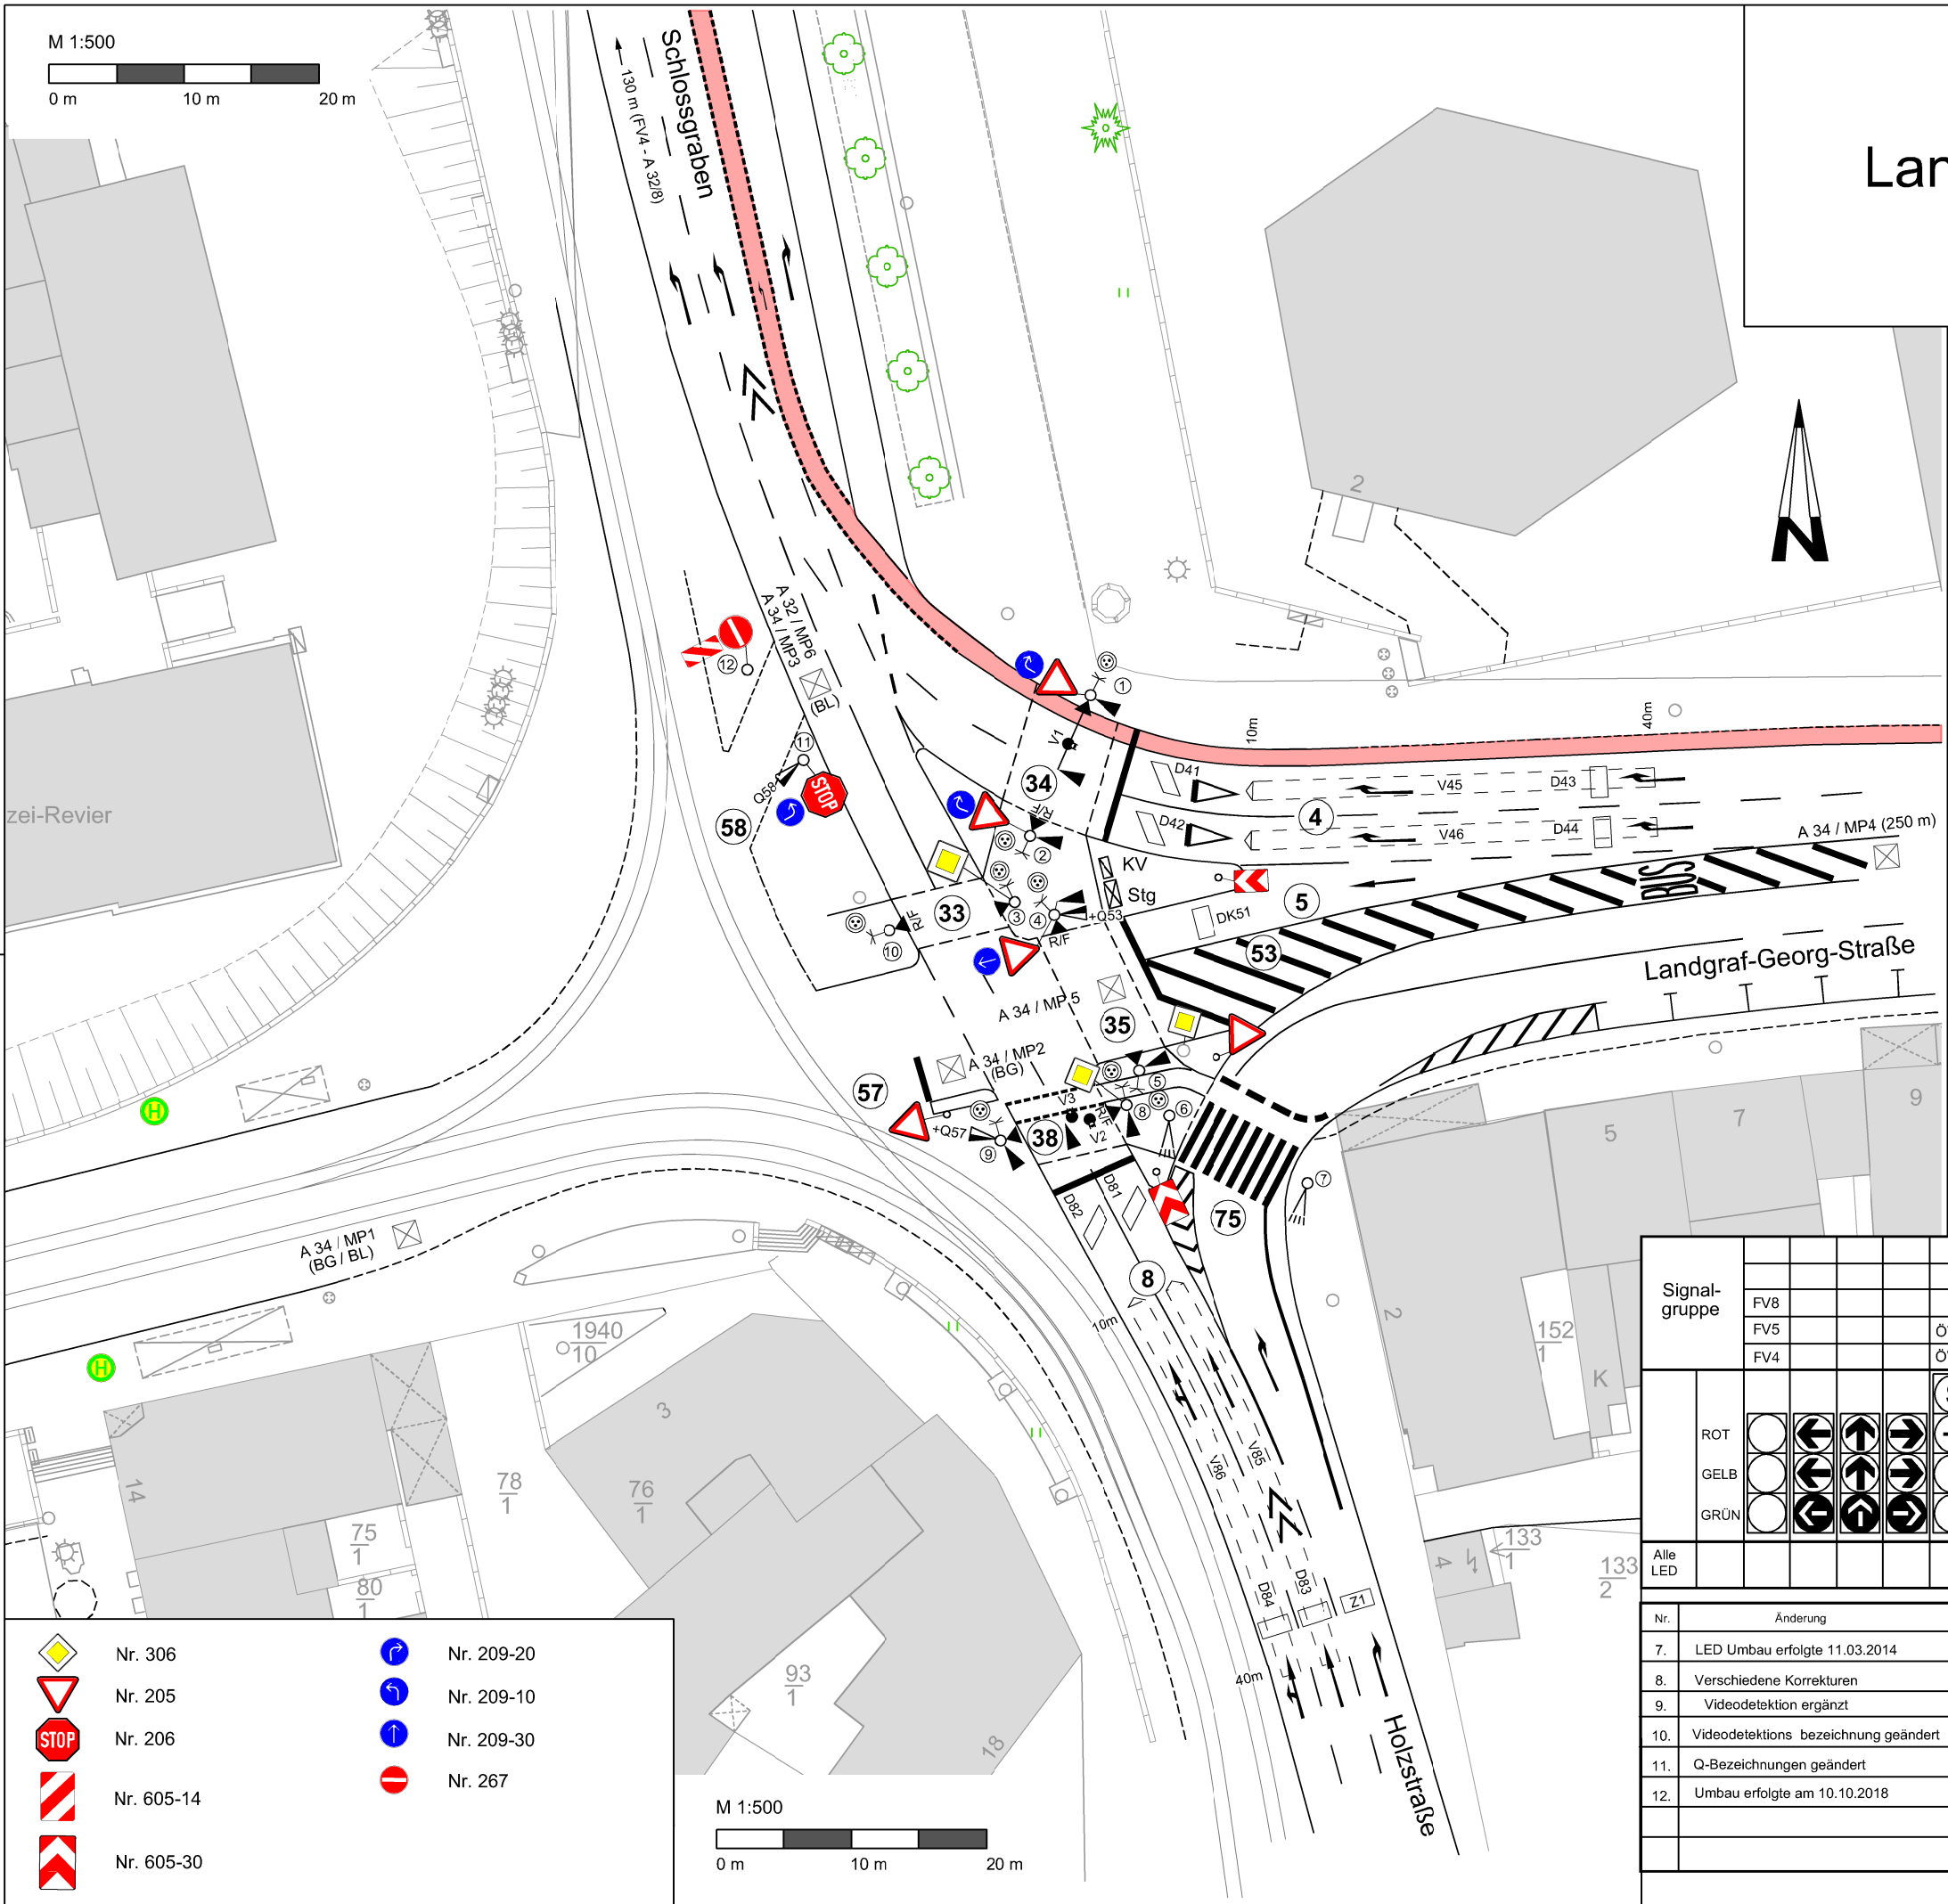 M 1:500
0 m 10 m 20 m
130 m (FV4 - A 32/8)
Schlossgraben
Lan
2
N
zei-Revier
A 32 / MP6
A 34 / MP3
(BL)
12
11
Q58
STOP
58
1
V1
34
R/F
2
33
3
4
+Q53
R/F
R/F
10
KV
Stg
D41
D42
10m
40m
V45
D43
4
V46
D44
A 34 / MP4 (250 m)
BUS
5
DK51
53
Landgraf-Georg-Straße
A 34 / MP 5
35
A 34 / MP2
(BG)
57
+Q57
9
V3
R/F
V2
38
5
8
6
7
75
D81
D82
8
10m
V86
V85
D84
D83
Z1
40m
Holzstraße
H
H
A 34 / MP1
(BG / BL)
5
7
9
2
152
1
K
4
133
1
133
2
1940
10
3
14
78
1
76
1
75
1
80
1
93
1
18
Signal-
gruppe
FV8
FV5
FV4
ROT
GELB
GRÜN
Alle
LED
Nr. Änderung
7. LED Umbau erfolgte 11.03.2014
8. Verschiedene Korrekturen
9. Videodetektion ergänzt
10. Videodetektions bezeichnung geändert
11. Q-Bezeichnungen geändert
12. Umbau erfolgte am 10.10.2018
Nr. 306
Nr. 205
STOP Nr. 206
Nr. 605-14
Nr. 605-30
Nr. 209-20
Nr. 209-10
Nr. 209-30
Nr. 267
M 1:500
0 m 10 m 20 m